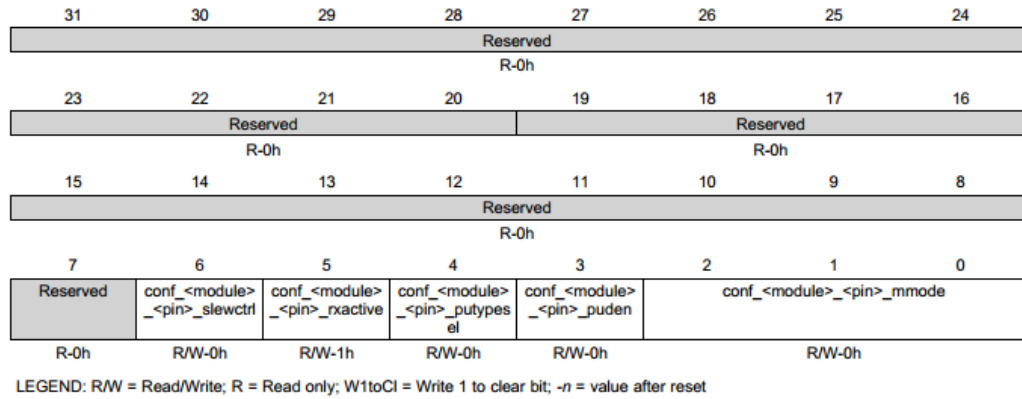 31 30 29 28 27 26 25 24
Reserved
R-0h
23 22 21 20 19 18 17 16
Reserved Reserved
R-0h R-0h
15 14 13 12 11 10 9 8
Reserved
R-0h
7 6 5 4 3 2 1 0
Reserved conf_<module> conf_<module> conf_<module> conf_<module> conf_<module>_<pin>_mmode
_<pin>_slewctrl _<pin>_rxactive _<pin>_putypes _<pin>_puden
el
R-0h R/W-0h R/W-1h R/W-0h R/W-0h R/W-0h
LEGEND: R/W = Read/Write; R = Read only; W1toCl = Write 1 to clear bit; -n = value after reset